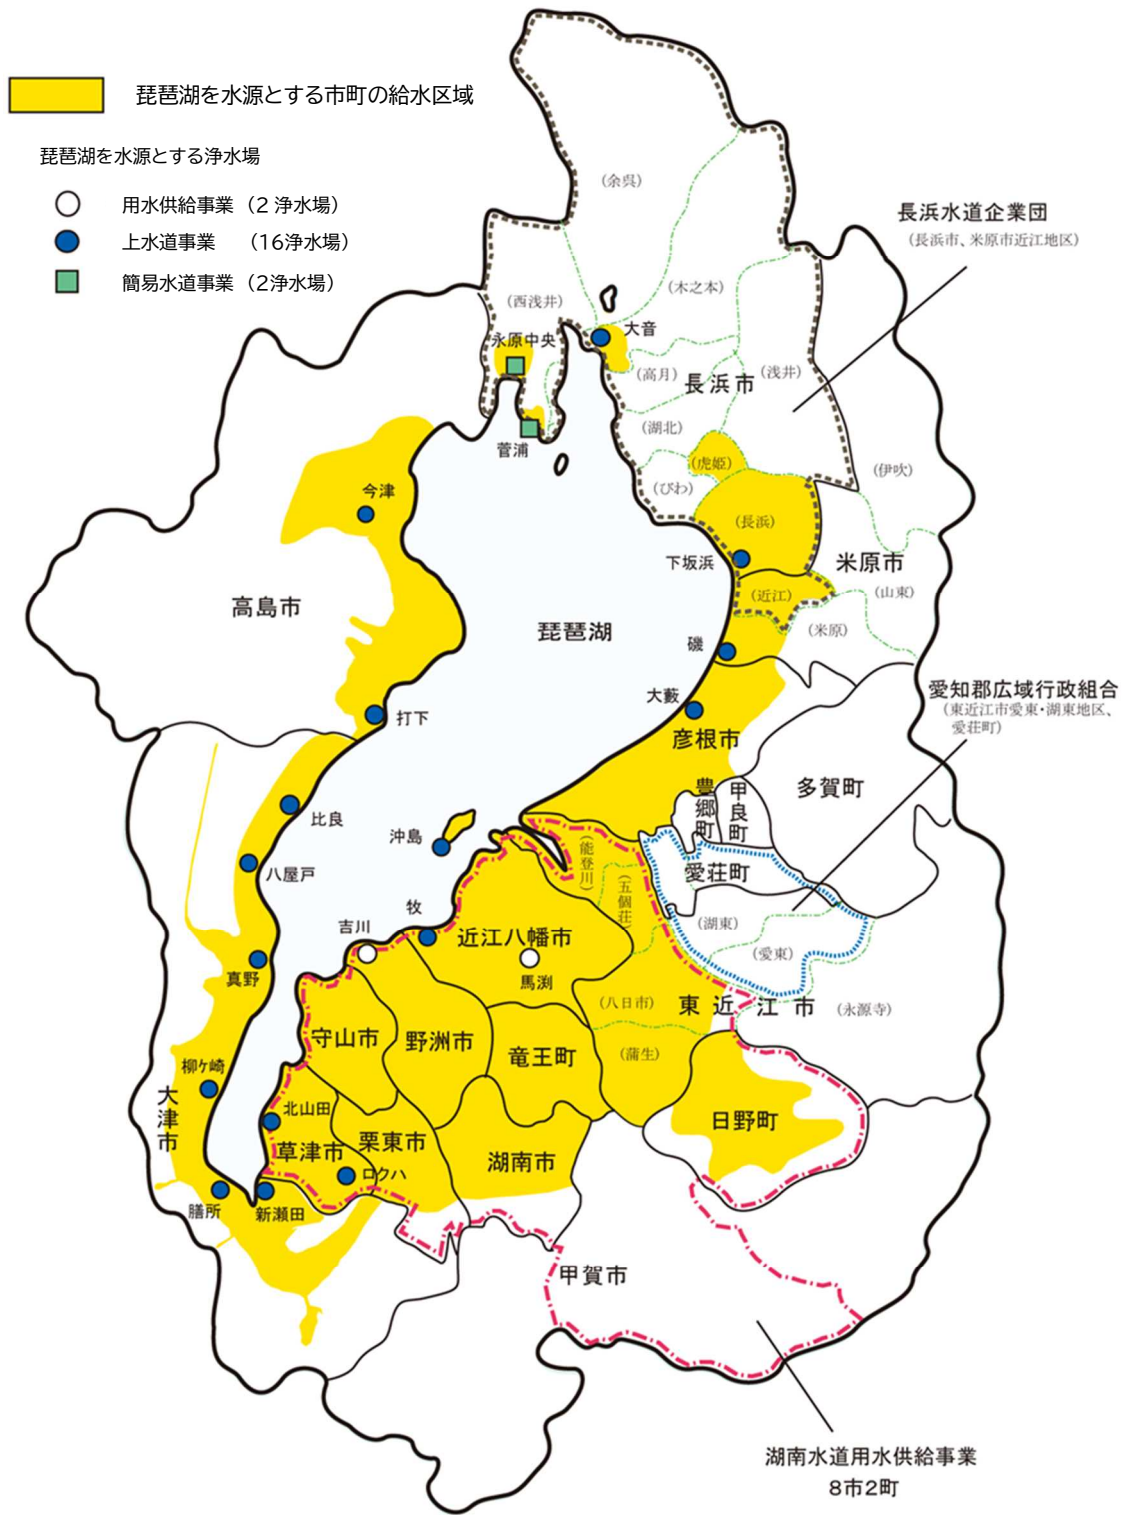 琵琶湖を水源とする市町の給水区域
琵琶湖を水源とする浄水場
用水供給事業（2 浄水場）
上水道事業　（16浄水場）
簡易水道事業（2浄水場）
（余呉）
長浜水道企業団
（長浜市、米原市近江地区）
（木之本）
（西浅井）
大音
永原中央
（高月）
長浜市
（浅井）
（湖北）
菅浦
（虎姫）
（伊吹）
（びわ）
今津
（長浜）
下坂浜
米原市
（近江）
（山東）
高島市
琵琶湖
（米原）
磯
愛知郡広域行政組合
（東近江市愛東・湖東地区、
愛荘町）
大藪
打下
彦根市
多賀町
豊郷町
甲良町
比良
沖島
（能登川）
愛荘町
八屋戸
（五個荘）
牧
吉川
（湖東）
近江八幡市
（愛東）
真野
馬渕
（八日市）
東近江市
（永源寺）
守山市
野洲市
竜王町
（蒲生）
柳ケ崎
大津市
北山田
日野町
草津市
栗東市
湖南市
ロクハ
膳所
新瀬田
甲賀市
湖南水道用水供給事業
8市2町